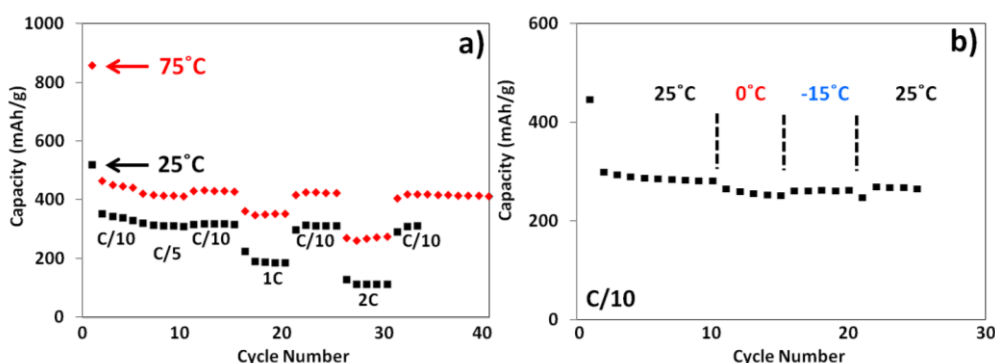 a)
Capacity (mAh/g)
1000
800
600
400
200
0
75˚C
25˚C
C/10
C/5
C/10
1C
C/10
2C
C/10
0 10 20 30 40
Cycle Number
b)
Capacity (mAh/g)
600
400
200
0
25˚C 0˚C -15˚C 25˚C
C/10
0 10 20 30
Cycle Number